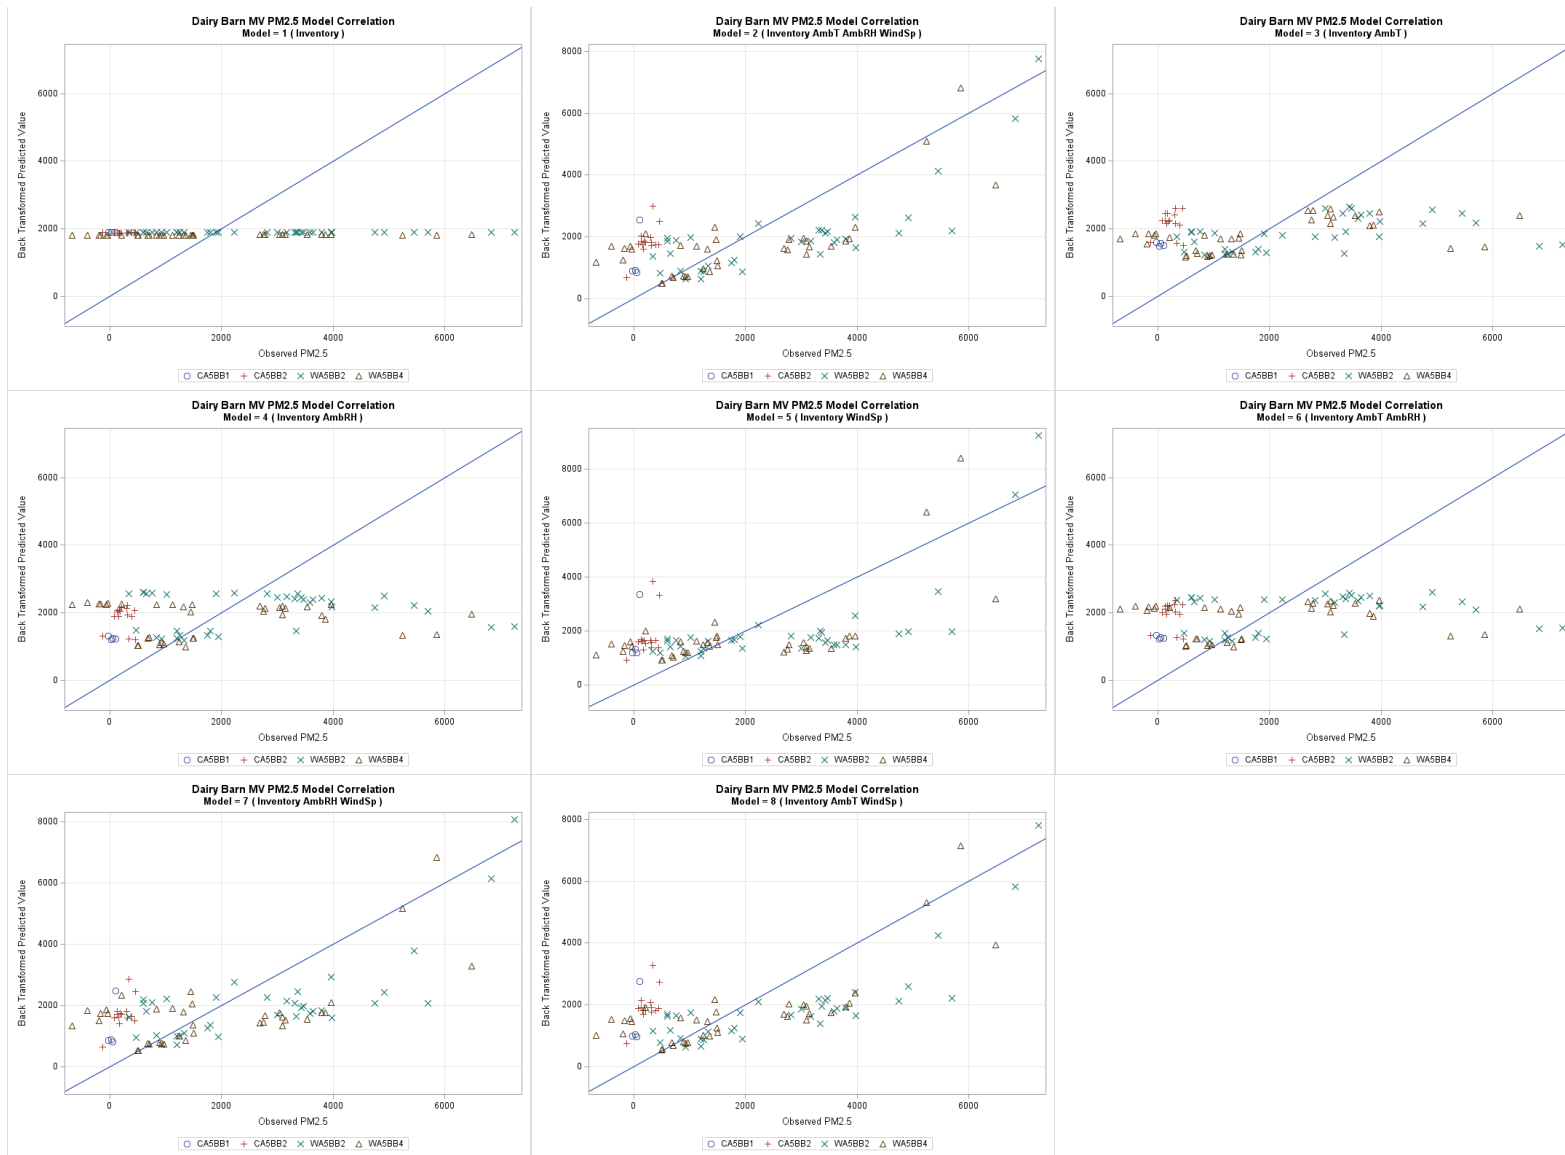 Dairy Barn MV PM2.5 Model Correlation
Model = 1 ( Inventory )
Back Transformed Predicted Value
6000
4000
2000
0
0 2000 4000 6000
Observed PM2.5
CA5BB1 CA5BB2 WA5BB2 WA5BB4
Dairy Barn MV PM2.5 Model Correlation
Model = 2 ( Inventory AmbT AmbRH WindSp )
Back Transformed Predicted Value
8000
6000
4000
2000
0
0 2000 4000 6000
Observed PM2.5
CA5BB1 CA5BB2 WA5BB2 WA5BB4
Dairy Barn MV PM2.5 Model Correlation
Model = 3 ( Inventory AmbT )
Back Transformed Predicted Value
6000
4000
2000
0
0 2000 4000 6000
Observed PM2.5
CA5BB1 CA5BB2 WA5BB2 WA5BB4
Dairy Barn MV PM2.5 Model Correlation
Model = 4 ( Inventory AmbRH )
Back Transformed Predicted Value
6000
4000
2000
0
0 2000 4000 6000
Observed PM2.5
CA5BB1 CA5BB2 WA5BB2 WA5BB4
Dairy Barn MV PM2.5 Model Correlation
Model = 5 ( Inventory WindSp )
Back Transformed Predicted Value
8000
6000
4000
2000
0
0 2000 4000 6000
Observed PM2.5
CA5BB1 CA5BB2 WA5BB2 WA5BB4
Dairy Barn MV PM2.5 Model Correlation
Model = 6 ( Inventory AmbT AmbRH )
Back Transformed Predicted Value
6000
4000
2000
0
0 2000 4000 6000
Observed PM2.5
CA5BB1 CA5BB2 WA5BB2 WA5BB4
Dairy Barn MV PM2.5 Model Correlation
Model = 7 ( Inventory AmbRH WindSp )
Back Transformed Predicted Value
8000
6000
4000
2000
0
0 2000 4000 6000
Observed PM2.5
CA5BB1 CA5BB2 WA5BB2 WA5BB4
Dairy Barn MV PM2.5 Model Correlation
Model = 8 ( Inventory AmbT WindSp )
Back Transformed Predicted Value
8000
6000
4000
2000
0
0 2000 4000 6000
Observed PM2.5
CA5BB1 CA5BB2 WA5BB2 WA5BB4